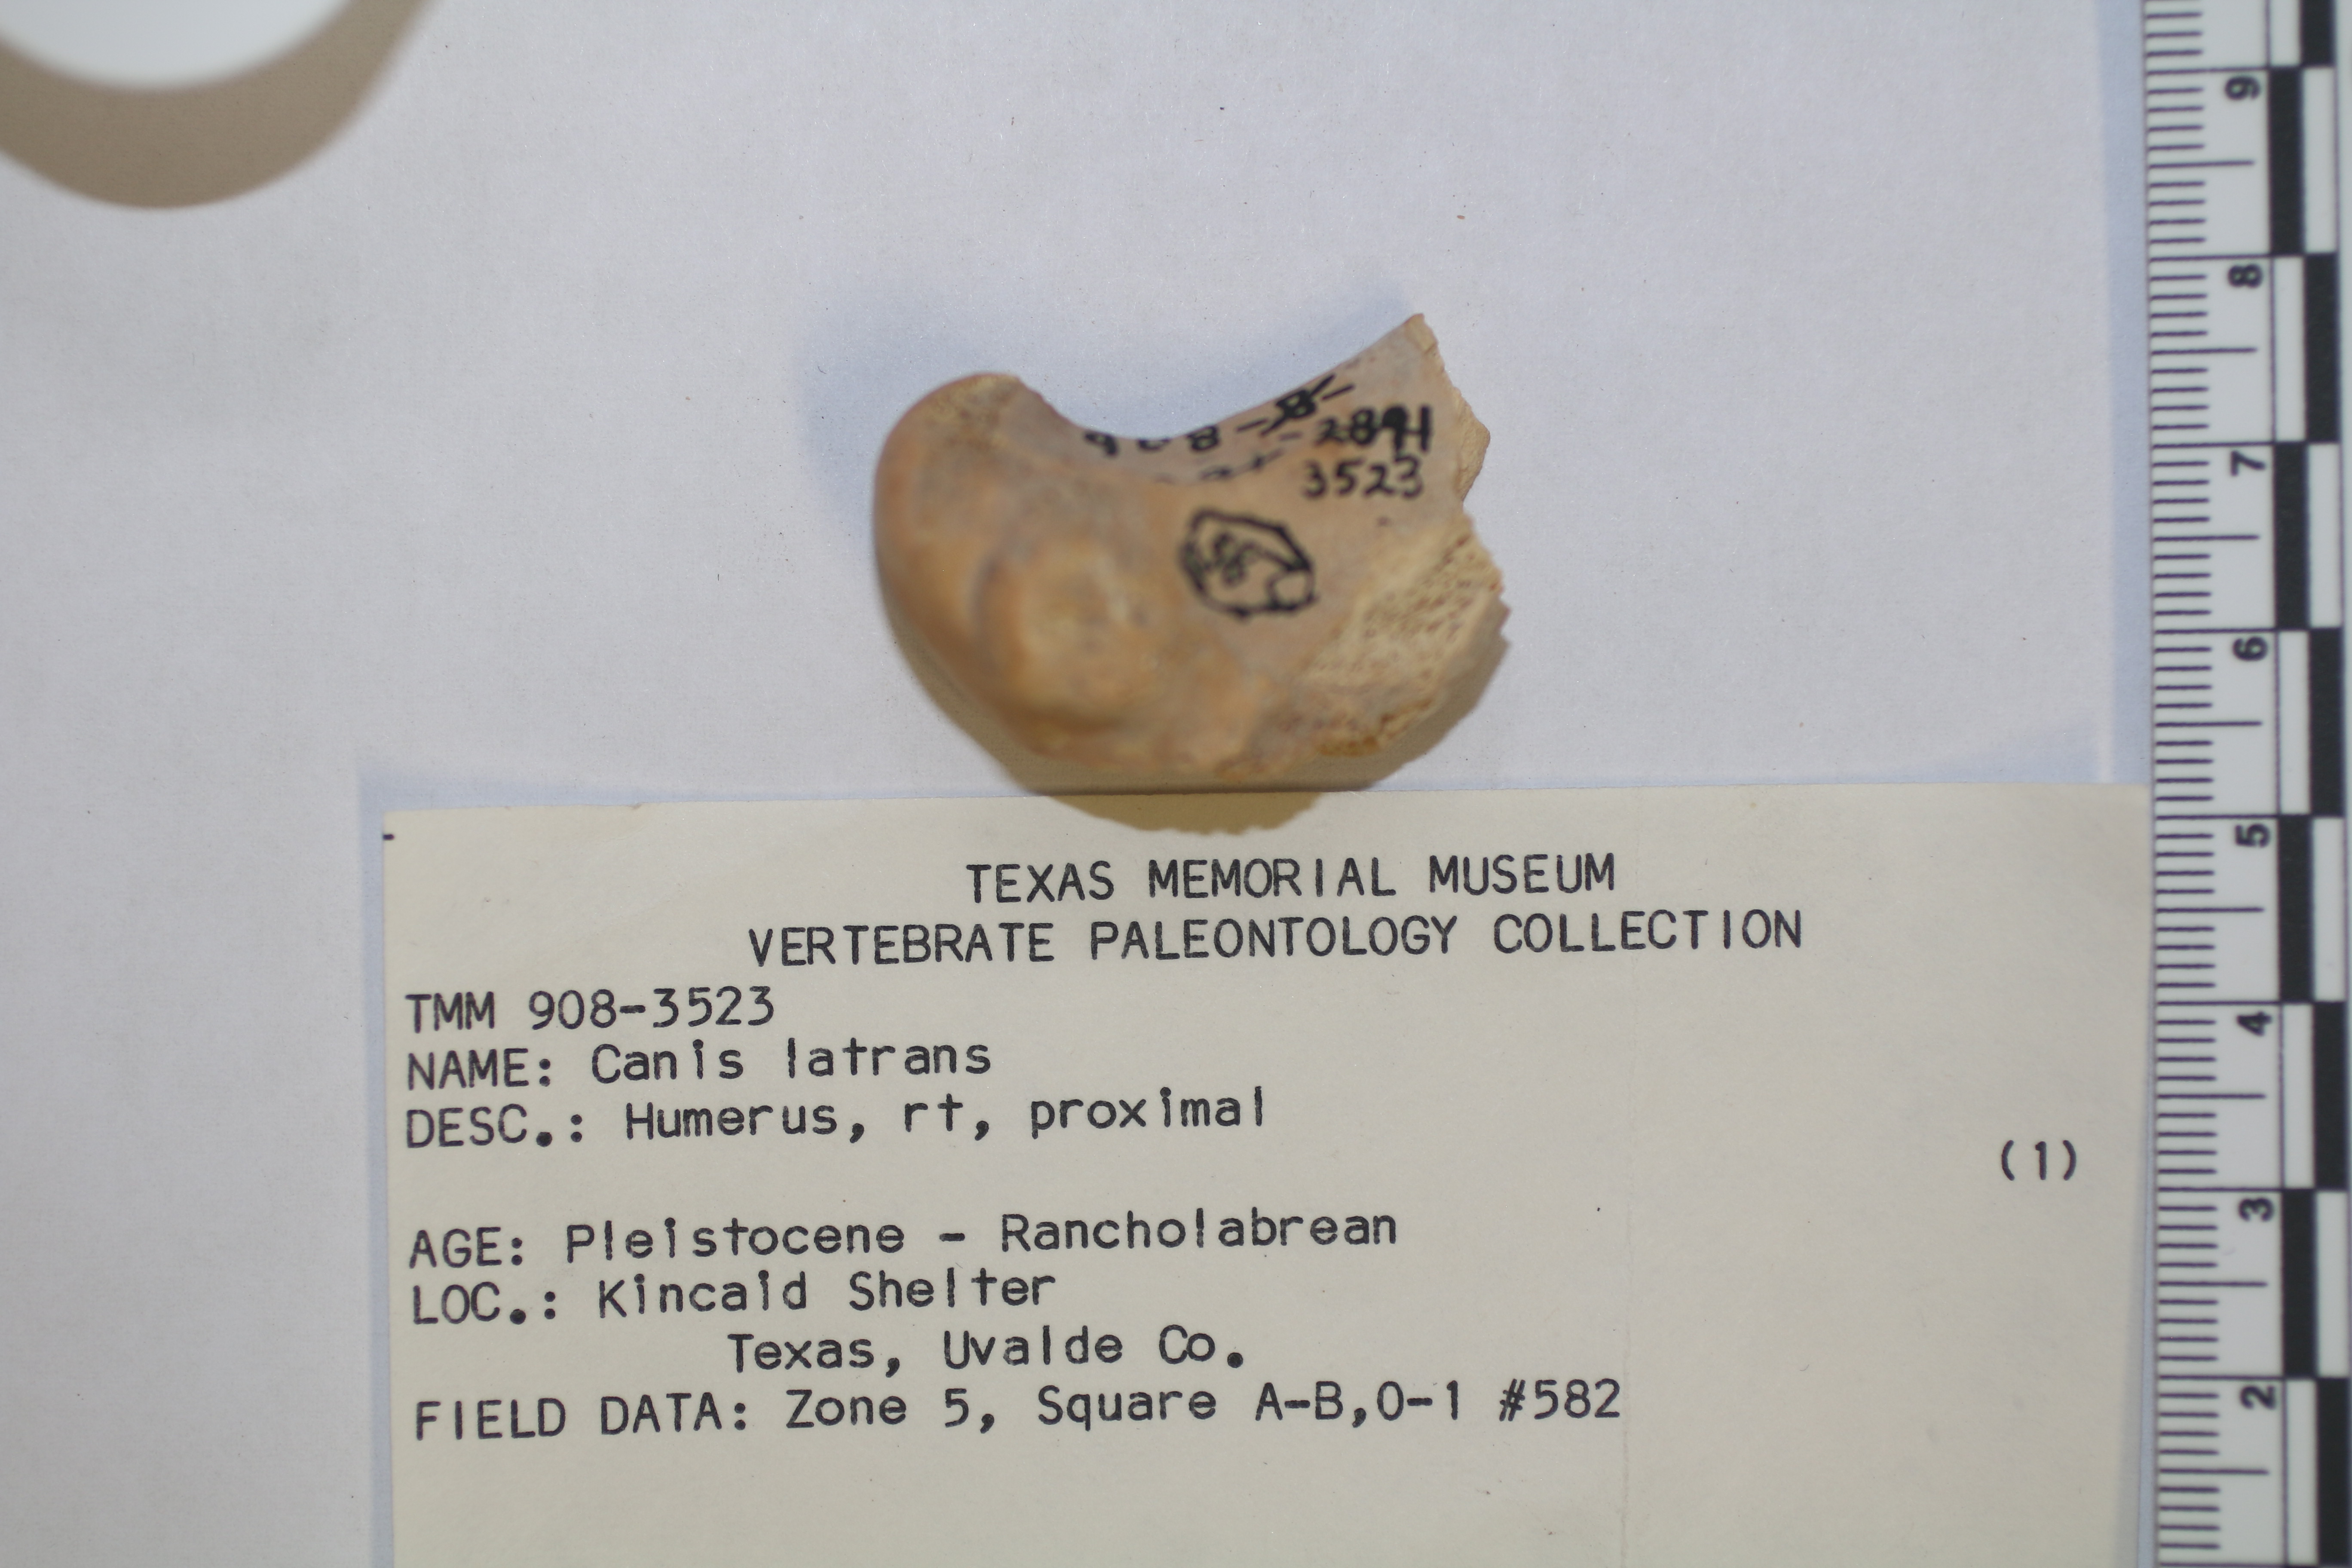 908-
2891
3523
TEXAS MEMORIAL MUSEUM
VERTEBRATE PALEONTOLOGY COLLECTION
TMM 908-3523
NAME: Canis latrans
DESC.: Humerus, rt, proximal
(1)
AGE: Pleistocene - Rancholabrean
LOC.: Kincaid Shelter
Texas, Uvalde Co.
FIELD DATA: Zone 5, Square A-B,0-1 #582
9
8
7
6
5
4
3
2